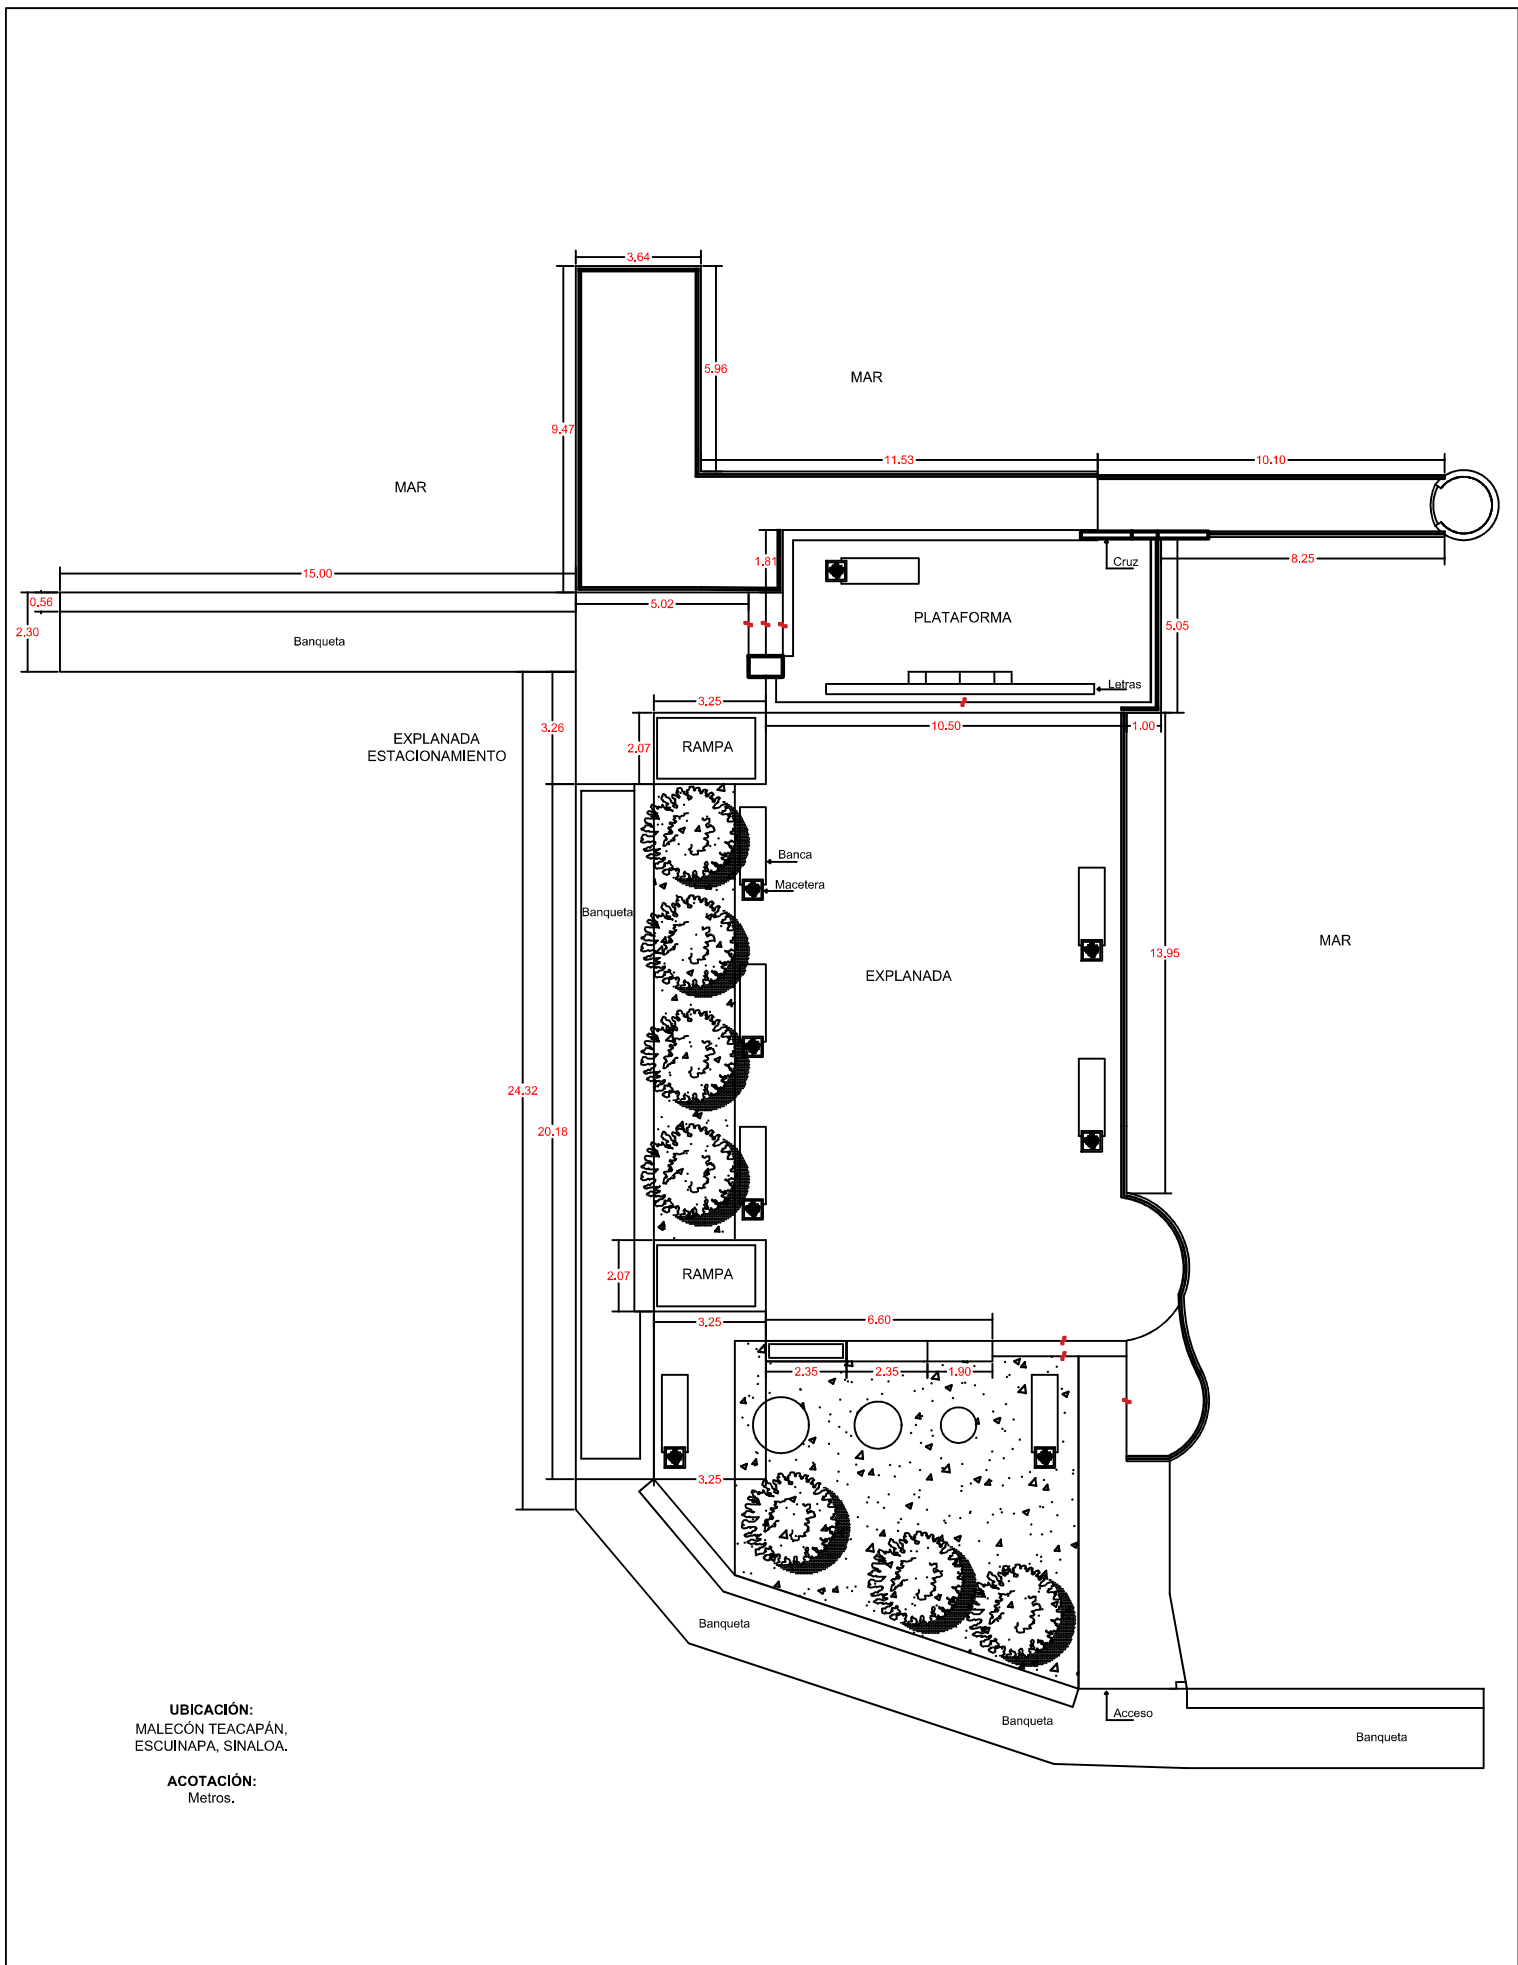 3.64
5.96
MAR
9.47
11.53
10.10
MAR
1.81
Cruz
8.25
15.00
0.56
5.02
2.30
Banqueta
PLATAFORMA
5.05
Letras
3.25
3.26
10.50
1.00
EXPLANADA
ESTACIONAMIENTO
2.07
RAMPA
Banca
Macetera
Banqueta
MAR
13.95
EXPLANADA
24.32
20.18
2.07
RAMPA
3.25
6.60
2.35
2.35
1.90
3.25
Banqueta
Banqueta
Acceso
Banqueta
UBICACIÓN:
MALECÓN TEACAPÁN,
ESCUINAPA, SINALOA.
ACOTACIÓN:
Metros.